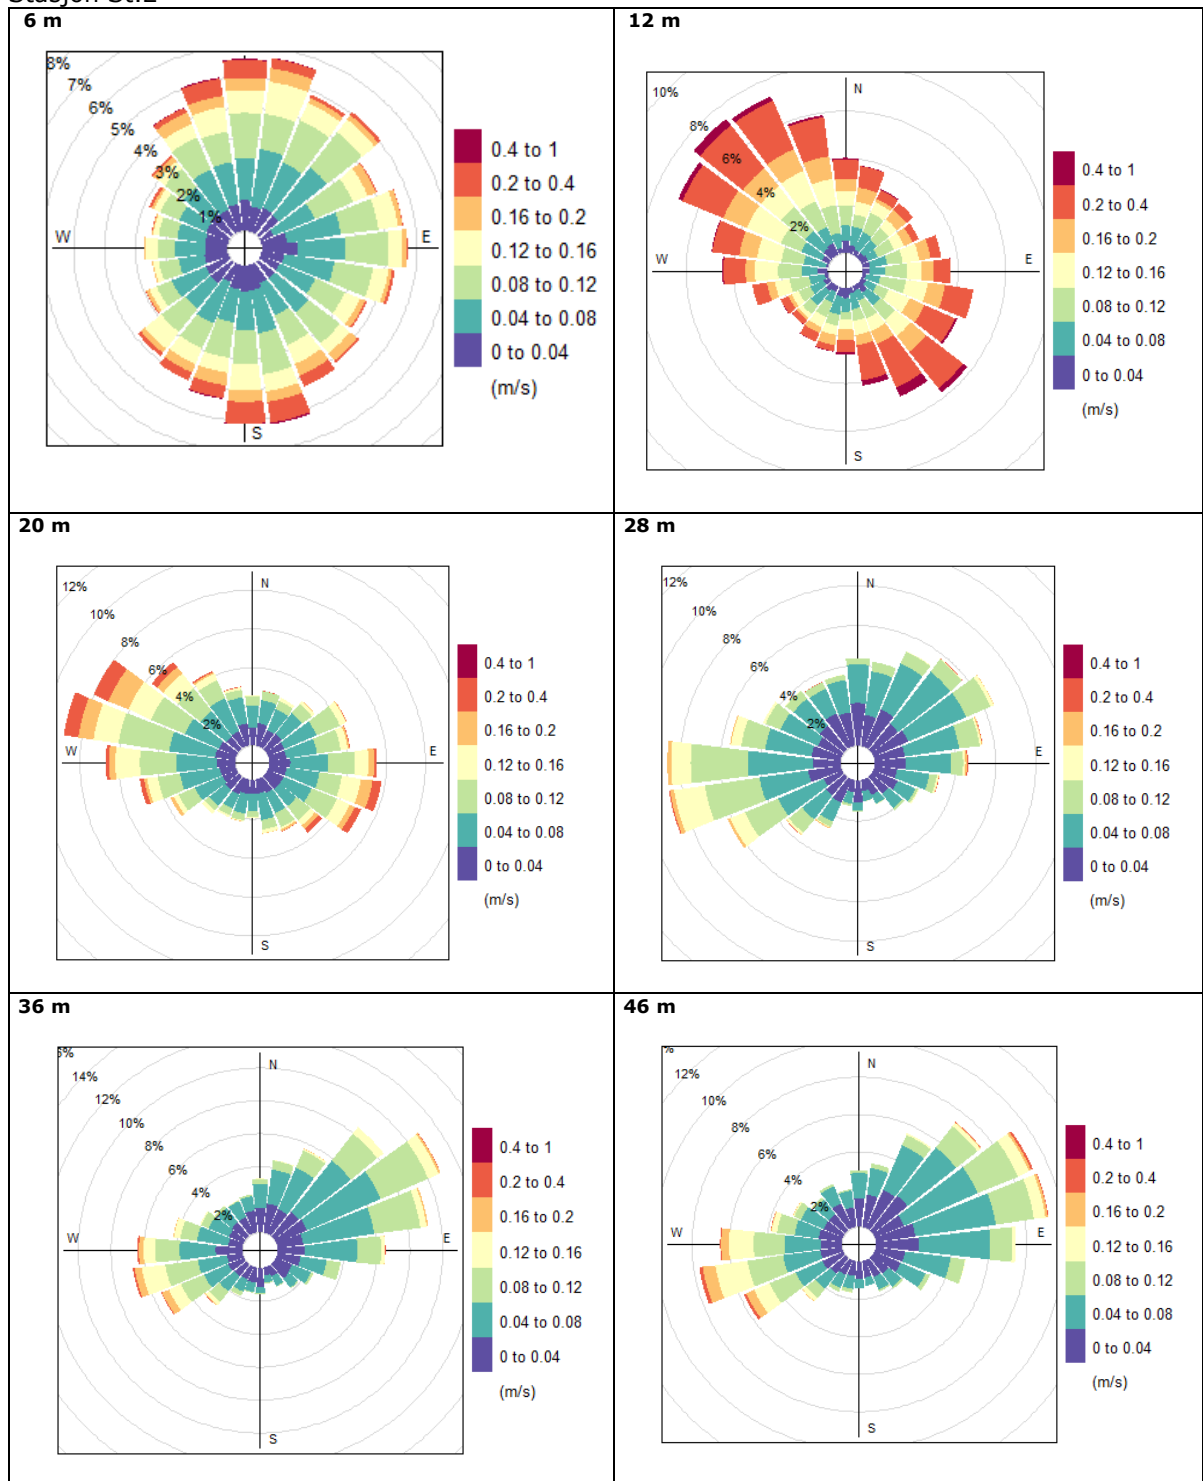 6 m
8%
7%
6%
5%
4%
3%
2%
1%
W
E
S
0.4 to 1
0.2 to 0.4
0.16 to 0.2
0.12 to 0.16
0.08 to 0.12
0.04 to 0.08
0 to 0.04
(m/s)
12 m
10%
8%
6%
4%
2%
N
W
E
S
0.4 to 1
0.2 to 0.4
0.16 to 0.2
0.12 to 0.16
0.08 to 0.12
0.04 to 0.08
0 to 0.04
(m/s)
20 m
12%
10%
8%
6%
4%
2%
N
W
E
S
0.4 to 1
0.2 to 0.4
0.16 to 0.2
0.12 to 0.16
0.08 to 0.12
0.04 to 0.08
0 to 0.04
(m/s)
28 m
12%
10%
8%
6%
4%
2%
N
W
E
S
0.4 to 1
0.2 to 0.4
0.16 to 0.2
0.12 to 0.16
0.08 to 0.12
0.04 to 0.08
0 to 0.04
(m/s)
36 m
14%
12%
10%
8%
6%
4%
2%
N
W
E
S
0.4 to 1
0.2 to 0.4
0.16 to 0.2
0.12 to 0.16
0.08 to 0.12
0.04 to 0.08
0 to 0.04
(m/s)
46 m
%
12%
10%
8%
6%
4%
2%
N
W
E
S
0.4 to 1
0.2 to 0.4
0.16 to 0.2
0.12 to 0.16
0.08 to 0.12
0.04 to 0.08
0 to 0.04
(m/s)